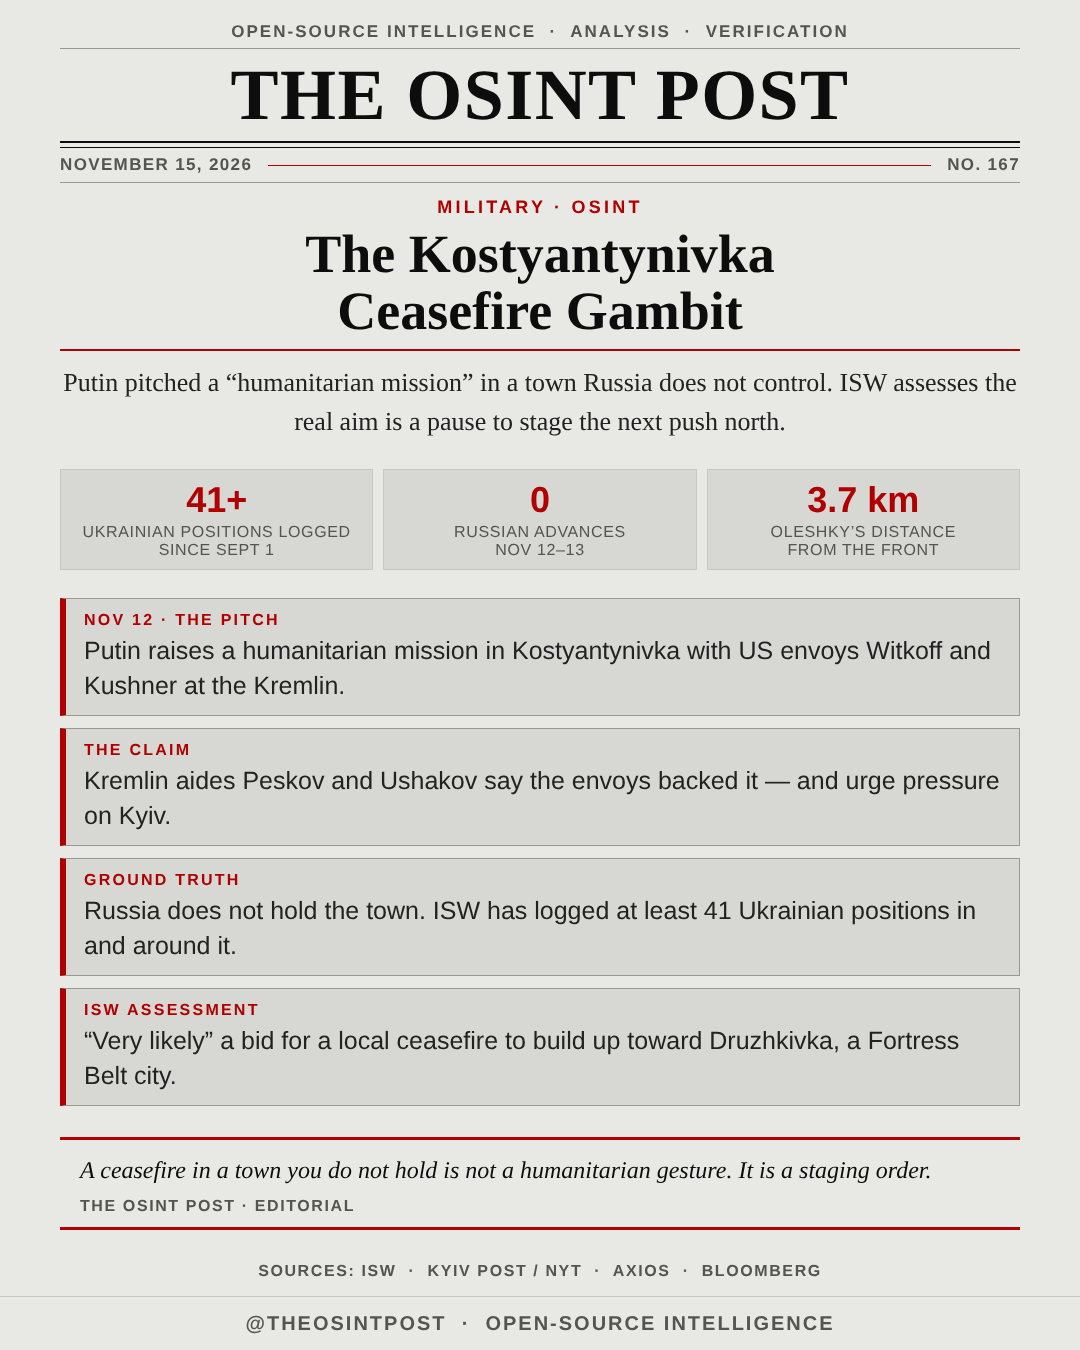 OPEN-SOURCE INTELLIGENCE · ANALYSIS · VERIFICATION
THE OSINT POST
NOVEMBER 15, 2026 NO. 167
MILITARY · OSINT
The Kostyantynivka
Ceasefire Gambit
Putin pitched a “humanitarian mission” in a town Russia does not control. ISW assesses the
real aim is a pause to stage the next push north.
41+
UKRAINIAN POSITIONS LOGGED
SINCE SEPT 1
0
RUSSIAN ADVANCES
NOV 12–13
3.7 km
OLESHKY’S DISTANCE
FROM THE FRONT
NOV 12 · THE PITCH
Putin raises a humanitarian mission in Kostyantynivka with US envoys Witkoff and
Kushner at the Kremlin.
THE CLAIM
Kremlin aides Peskov and Ushakov say the envoys backed it — and urge pressure
on Kyiv.
GROUND TRUTH
Russia does not hold the town. ISW has logged at least 41 Ukrainian positions in
and around it.
ISW ASSESSMENT
“Very likely” a bid for a local ceasefire to build up toward Druzhkivka, a Fortress
Belt city.
A ceasefire in a town you do not hold is not a humanitarian gesture. It is a staging order.
THE OSINT POST · EDITORIAL
SOURCES: ISW · KYIV POST / NYT · AXIOS · BLOOMBERG
@THEOSINTPOST · OPEN-SOURCE INTELLIGENCE